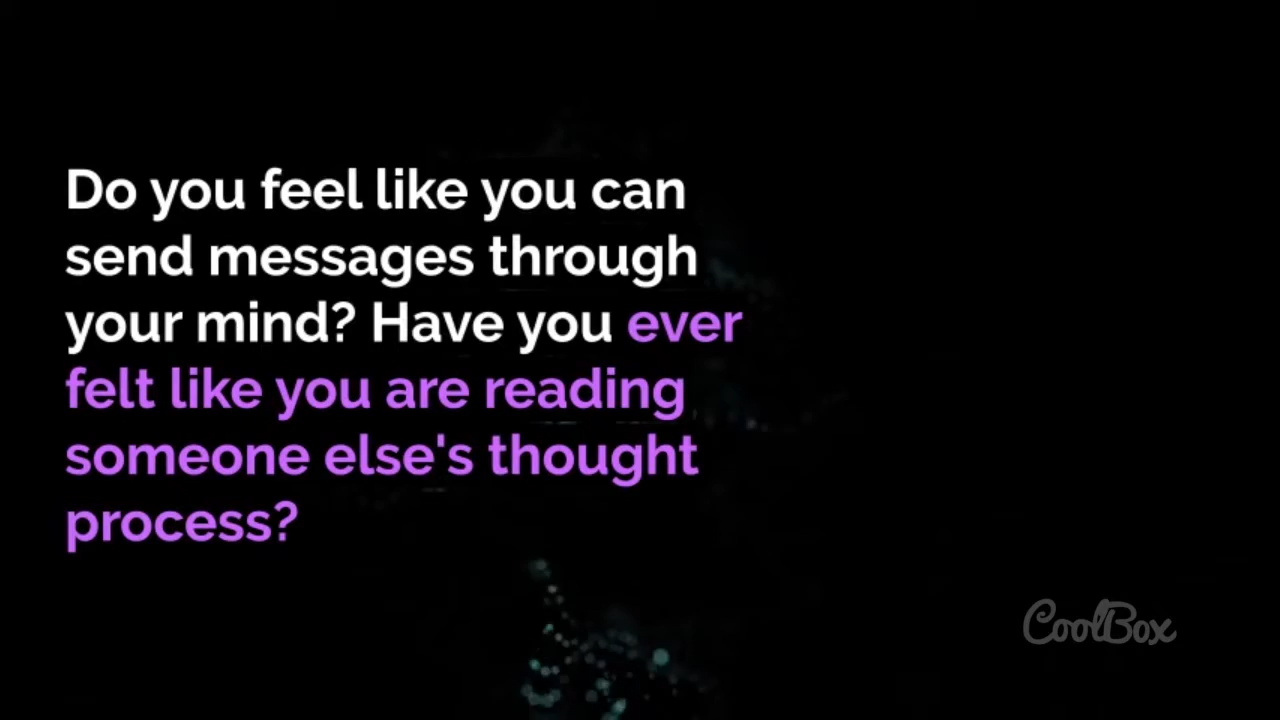 Do you feel like you can
send messages through
your mind? Have you ever
felt like you are reading
someone else's thought
process?
CoolBox